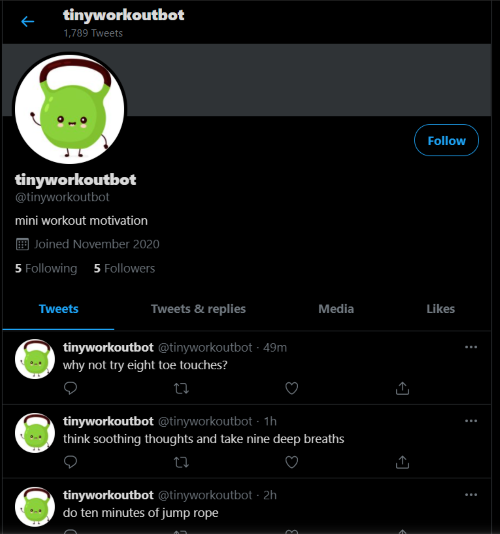 tinyworkoutbot
1,789 Tweets
Follow
tinyworkoutbot
@tinyworkoutbot
mini workout motivation
Joined November 2020
5 Following 5 Followers
Tweets Tweets & replies Media Likes
tinyworkoutbot @tinyworkoutbot · 49m
why not try eight toe touches?
tinyworkoutbot @tinyworkoutbot · 1h
think soothing thoughts and take nine deep breaths
tinyworkoutbot @tinyworkoutbot · 2h
do ten minutes of jump rope